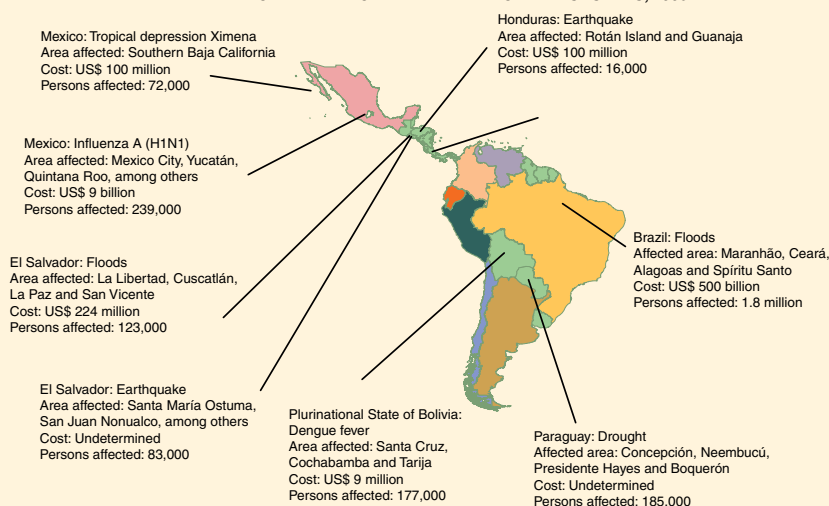 Honduras: Earthquake
Area affected: Rotán Island and Guanaja
Cost: US$ 100 million
Persons affected: 16,000
Mexico: Tropical depression Ximena
Area affected: Southern Baja California
Cost: US$ 100 million
Persons affected: 72,000
Mexico: Influenza A (H1N1)
Area affected: Mexico City, Yucatán,
Quintana Roo, among others
Cost: US$ 9 billion
Persons affected: 239,000
Brazil: Floods
Affected area: Maranhão, Ceará,
Alagoas and Spíritu Santo
Cost: US$ 500 billion
Persons affected: 1.8 million
El Salvador: Floods
Area affected: La Libertad, Cuscatlán,
La Paz and San Vicente
Cost: US$ 224 million
Persons affected: 123,000
El Salvador: Earthquake
Area affected: Santa María Ostuma,
San Juan Nonualco, among others
Cost: Undetermined
Persons affected: 83,000
Plurinational State of Bolivia:
Dengue fever
Area affected: Santa Cruz,
Cochabamba and Tarija
Cost: US$ 9 million
Persons affected: 177,000
Paraguay: Drought
Affected area: Concepción, Neembucú,
Presidente Hayes and Boquerón
Cost: Undetermined
Persons affected: 185,000